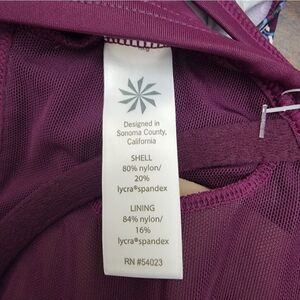 Designed in
Sonoma County,
California
SHELL
80% nylon/
20%
lycra®spandex
LINING
84% nylon/
16%
lycra®spandex
RN #54023